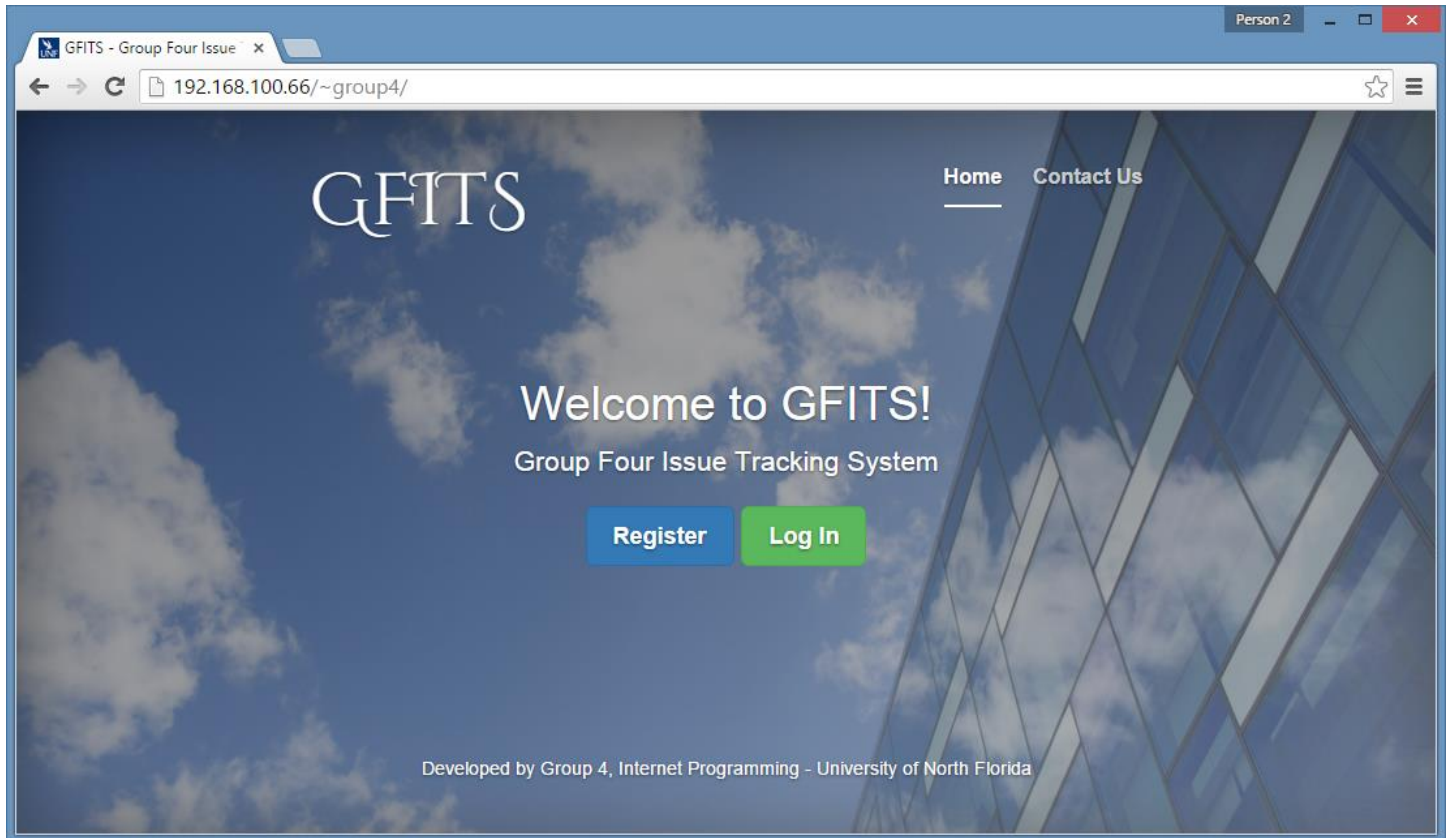 Person 2
UNF GFITS - Group Four Issue
192.168.100.66/~group4/
GFITS
Home Contact Us
Welcome to GFITS!
Group Four Issue Tracking System
Register Log In
Developed by Group 4, Internet Programming - University of North Florida